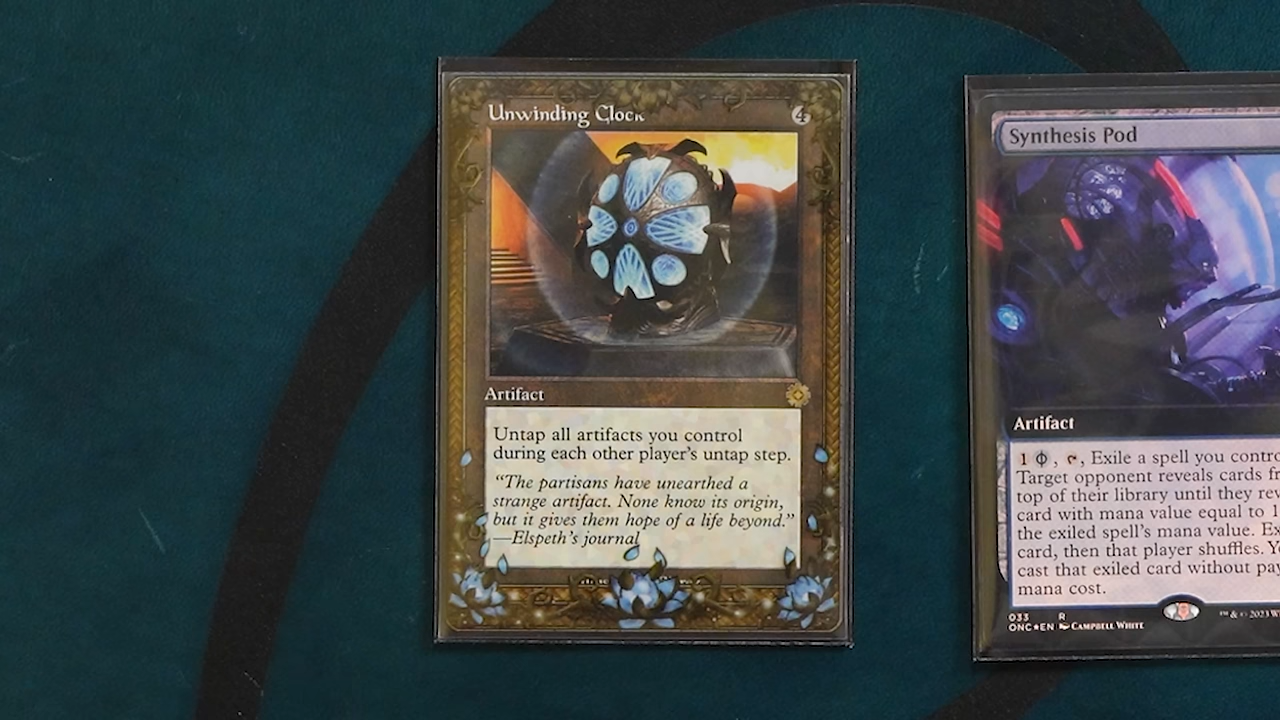 Unwinding Clock
4
Artifact
Untap all artifacts you control
during each other player's untap step.
"The partisans have unearthed a
strange artifact. None know its origin,
but it gives them hope of a life beyond."
—Elspeth's journal
Synthesis Pod
Artifact
1 , , Exile a spell you contro
Target opponent reveals cards fr
top of their library until they rev
card with mana value equal to 1
the exiled spell's mana value. Ex
card, then that player shuffles. Y
cast that exiled card without pay
mana cost.
033 R
ONC★EN CAMPBELL WHITE
™ & © 2023 W